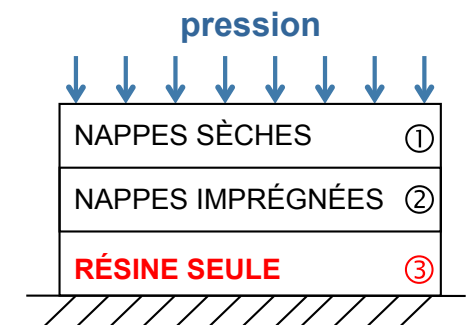 pression
NAPPES SÈCHES ①
NAPPES IMPRÉGNÉES ②
RÉSINE SEULE ③